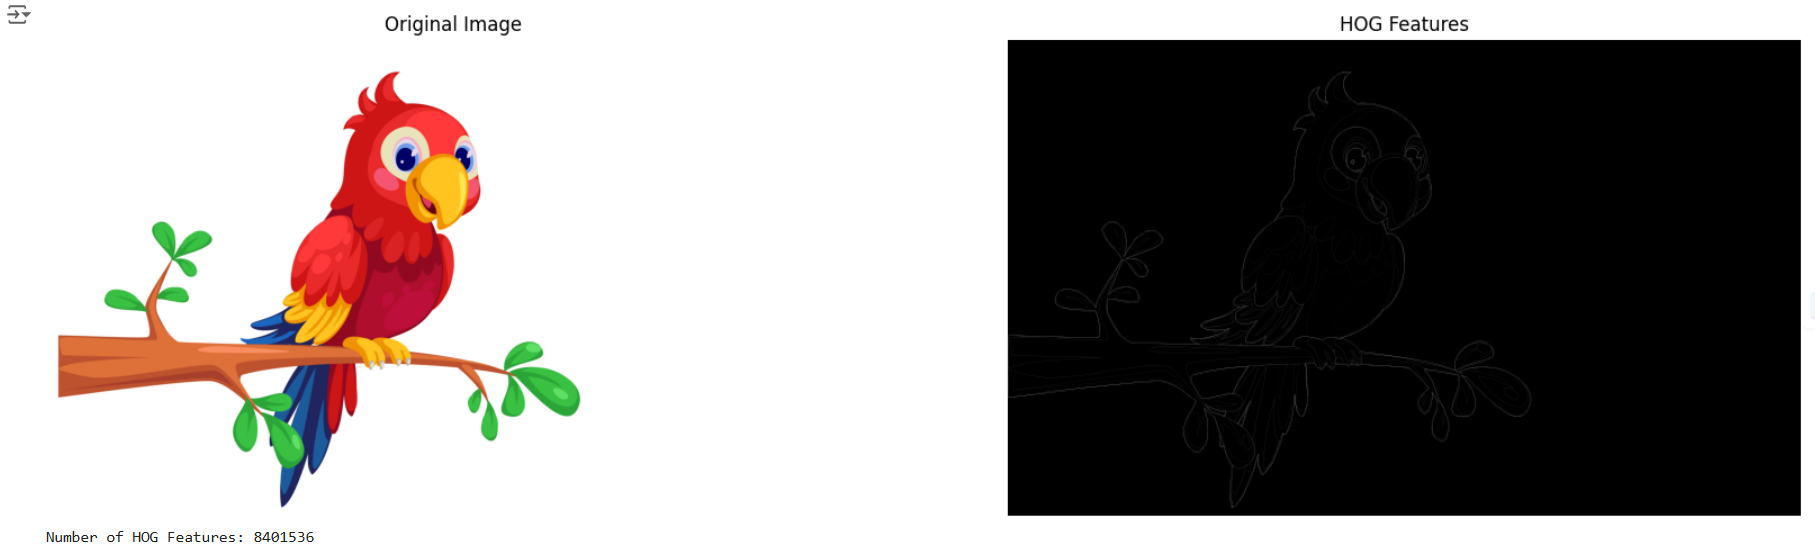 Original Image
HOG Features
Number of HOG Features: 8401536